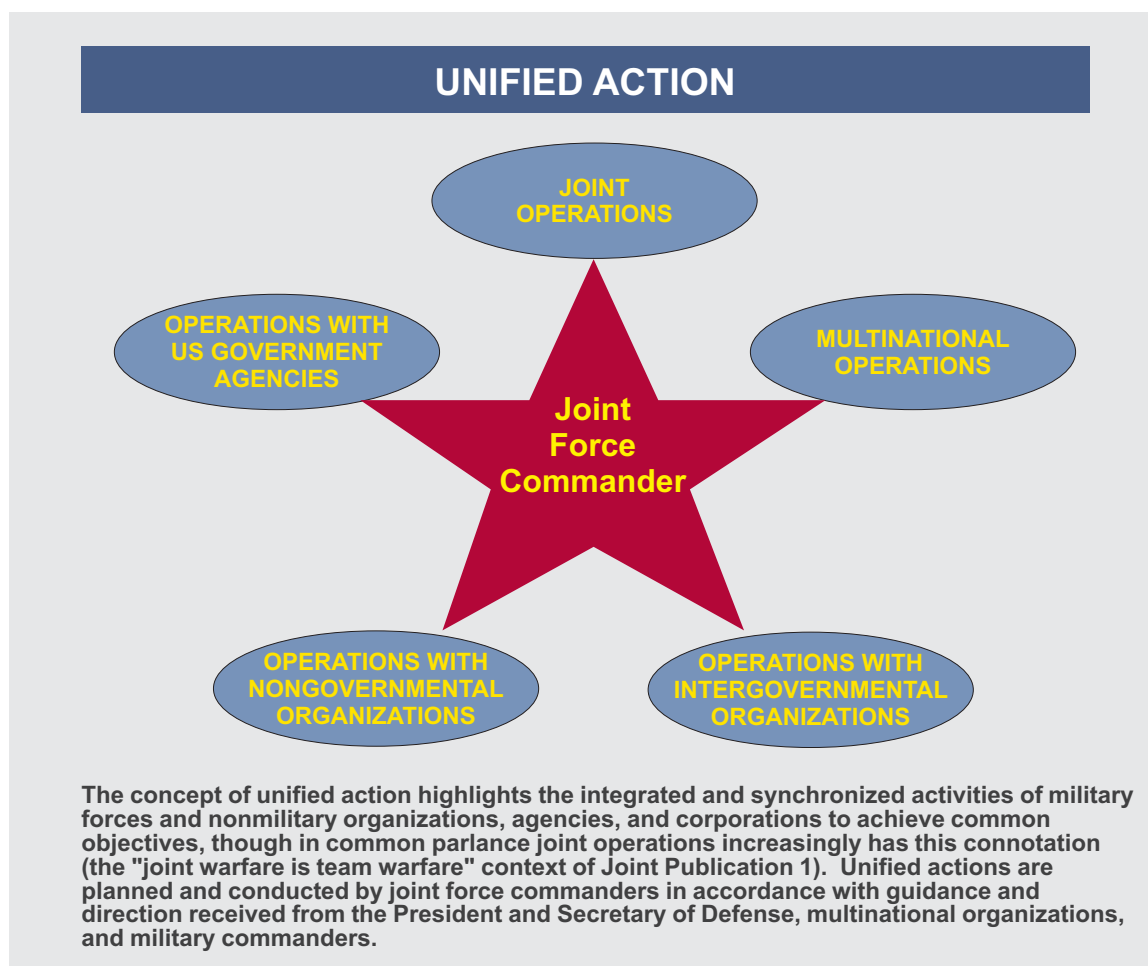 UNIFIED ACTION
JOINT
OPERATIONS
OPERATIONS WITH
US GOVERNMENT
AGENCIES
MULTINATIONAL
OPERATIONS
Joint
Force
Commander
OPERATIONS WITH
NONGOVERNMENTAL
ORGANIZATIONS
OPERATIONS WITH
INTERGOVERNMENTAL
ORGANIZATIONS
The concept of unified action highlights the integrated and synchronized activities of military
forces and nonmilitary organizations, agencies, and corporations to achieve common
objectives, though in common parlance joint operations increasingly has this connotation
(the "joint warfare is team warfare" context of Joint Publication 1).  Unified actions are
planned and conducted by joint force commanders in accordance with guidance and
direction received from the President and Secretary of Defense, multinational organizations,
and military commanders.